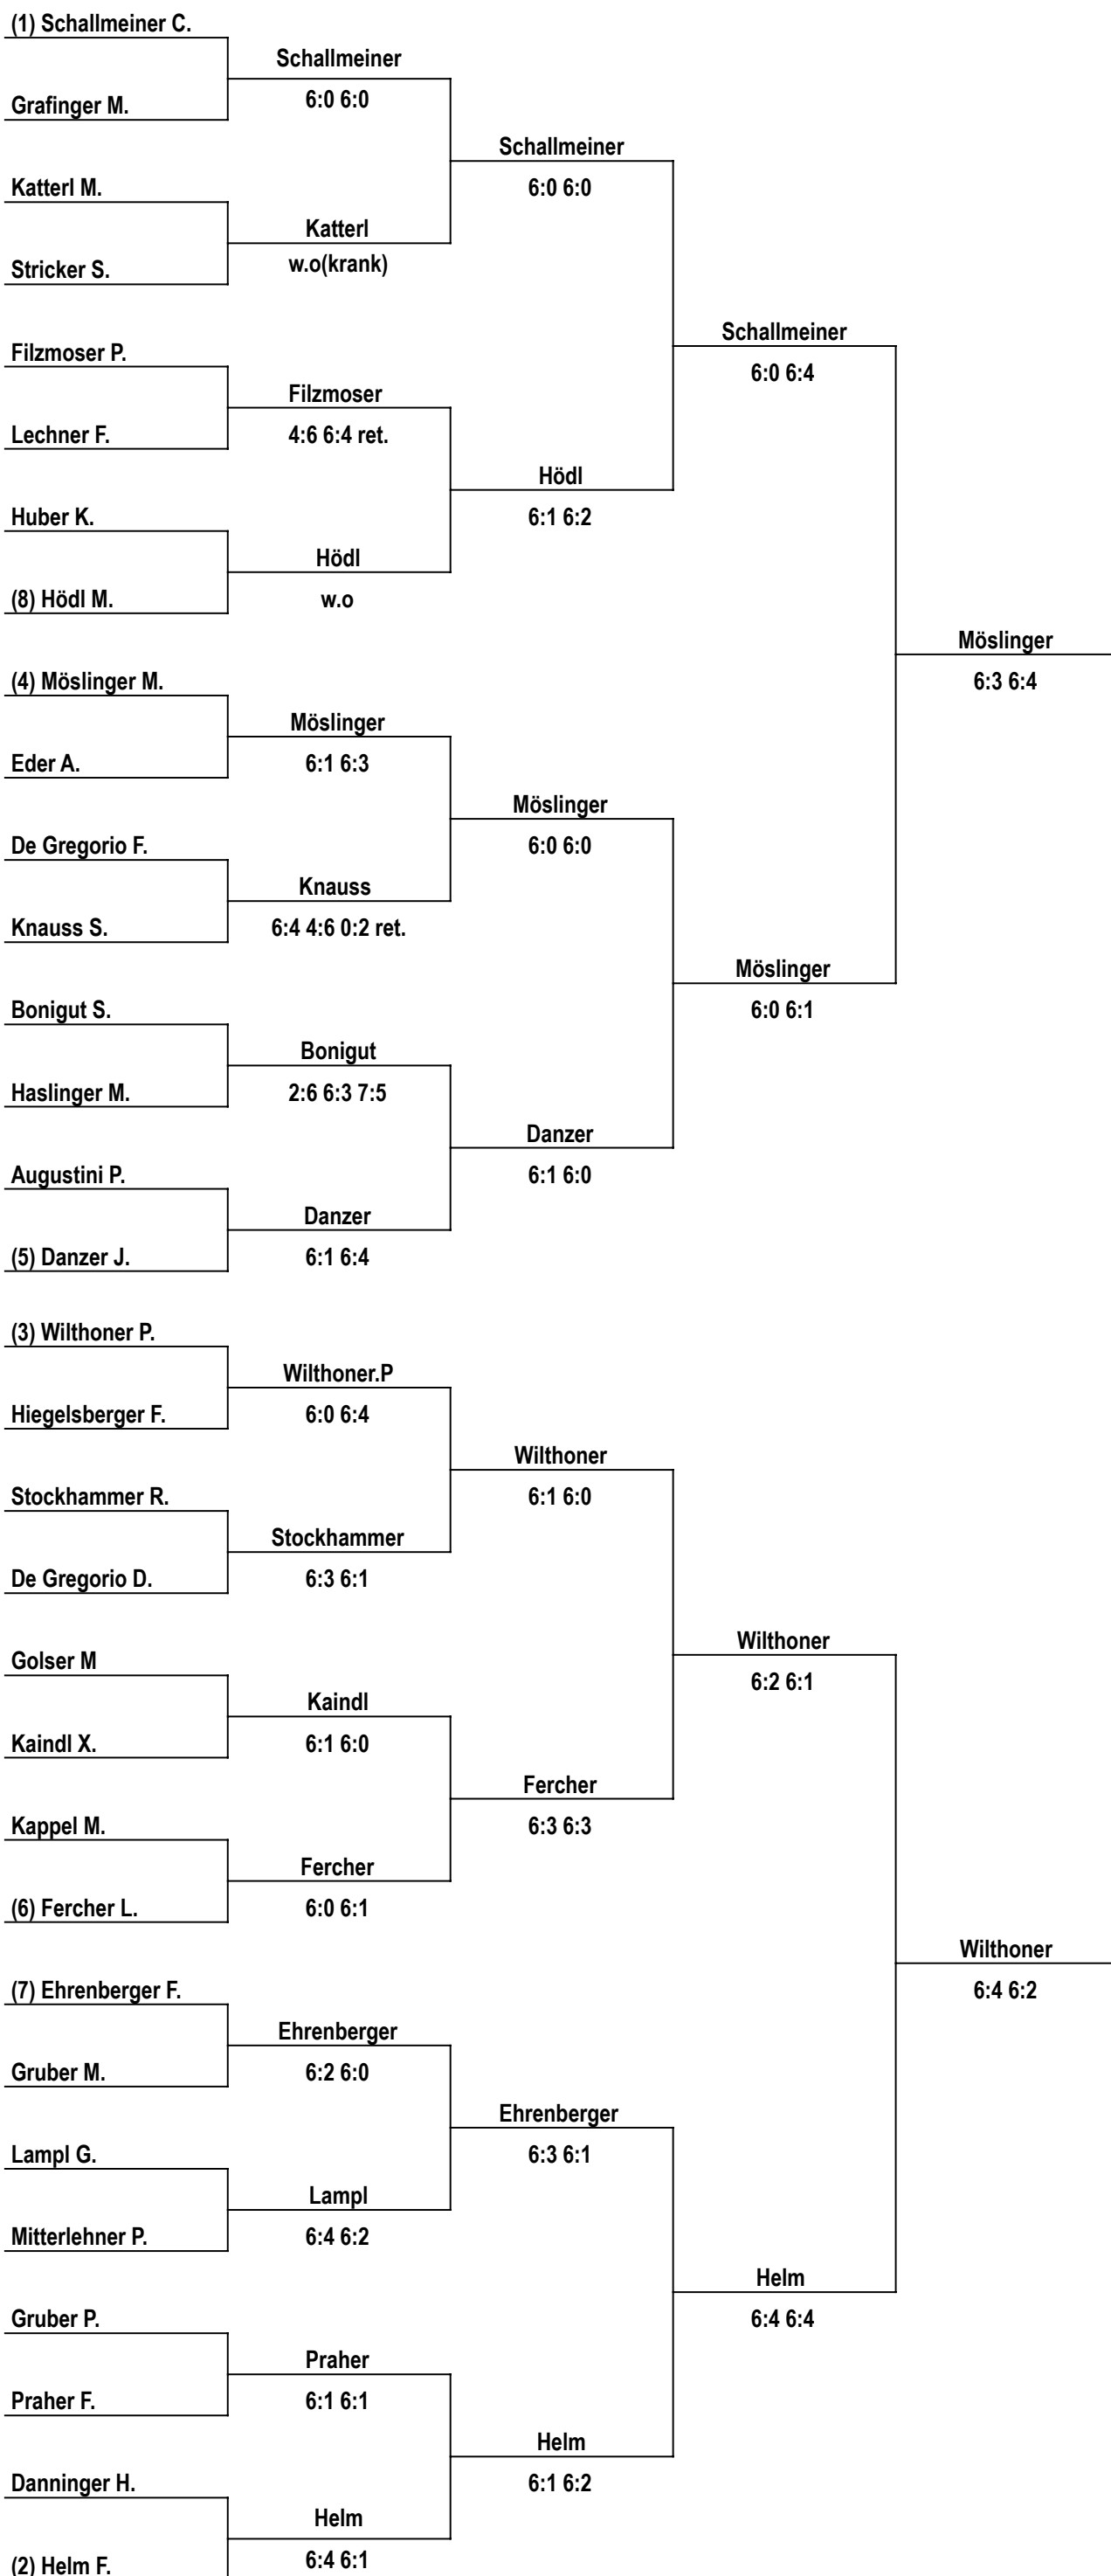 (1) Schallmeiner C.
Schallmeiner
6:0 6:0
Grafinger M.
Schallmeiner
6:0 6:0
Katterl M.
Katterl
w.o(krank)
Stricker S.
Schallmeiner
6:0 6:4
Filzmoser P.
Filzmoser
4:6 6:4 ret.
Lechner F.
Hödl
6:1 6:2
Huber K.
Hödl
w.o
(8) Hödl M.
Möslinger
6:3 6:4
(4) Möslinger M.
Möslinger
6:1 6:3
Eder A.
Möslinger
6:0 6:0
De Gregorio F.
Knauss
6:4 4:6 0:2 ret.
Knauss S.
Möslinger
6:0 6:1
Bonigut S.
Bonigut
2:6 6:3 7:5
Haslinger M.
Danzer
6:1 6:0
Augustini P.
Danzer
6:1 6:4
(5) Danzer J.
(3) Wilthoner P.
Wilthoner.P
6:0 6:4
Hiegelsberger F.
Wilthoner
6:1 6:0
Stockhammer R.
Stockhammer
6:3 6:1
De Gregorio D.
Wilthoner
6:2 6:1
Golser M
Kaindl
6:1 6:0
Kaindl X.
Fercher
6:3 6:3
Kappel M.
Fercher
6:0 6:1
(6) Fercher L.
Wilthoner
6:4 6:2
(7) Ehrenberger F.
Ehrenberger
6:2 6:0
Gruber M.
Ehrenberger
6:3 6:1
Lampl G.
Lampl
6:4 6:2
Mitterlehner P.
Helm
6:4 6:4
Gruber P.
Praher
6:1 6:1
Praher F.
Helm
6:1 6:2
Danninger H.
Helm
6:4 6:1
(2) Helm F.